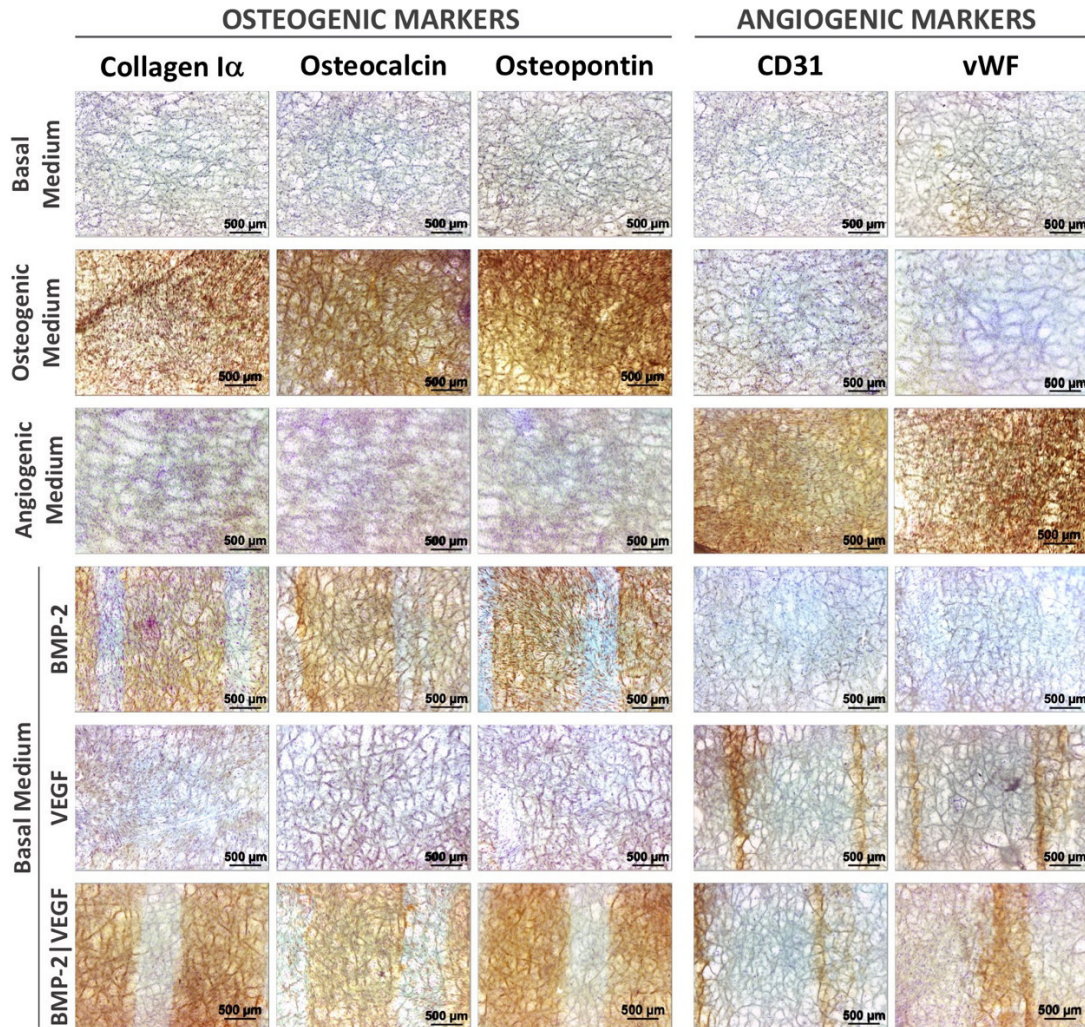 OSTEOGENIC MARKERS
ANGIOGENIC MARKERS
Collagen Iα
Osteocalcin
Osteopontin
CD31
vWF
Basal
Medium
500 µm
500 µm
500 µm
500 µm
500 µm
Osteogenic
Medium
500 µm
500 µm
500 µm
500 µm
500 µm
Angiogenic
Medium
500 µm
500 µm
500 µm
500 µm
500 µm
Basal Medium
BMP-2
500 µm
500 µm
500 µm
500 µm
500 µm
VEGF
500 µm
500 µm
500 µm
500 µm
500 µm
BMP-2|VEGF
500 µm
500 µm
500 µm
500 µm
500 µm